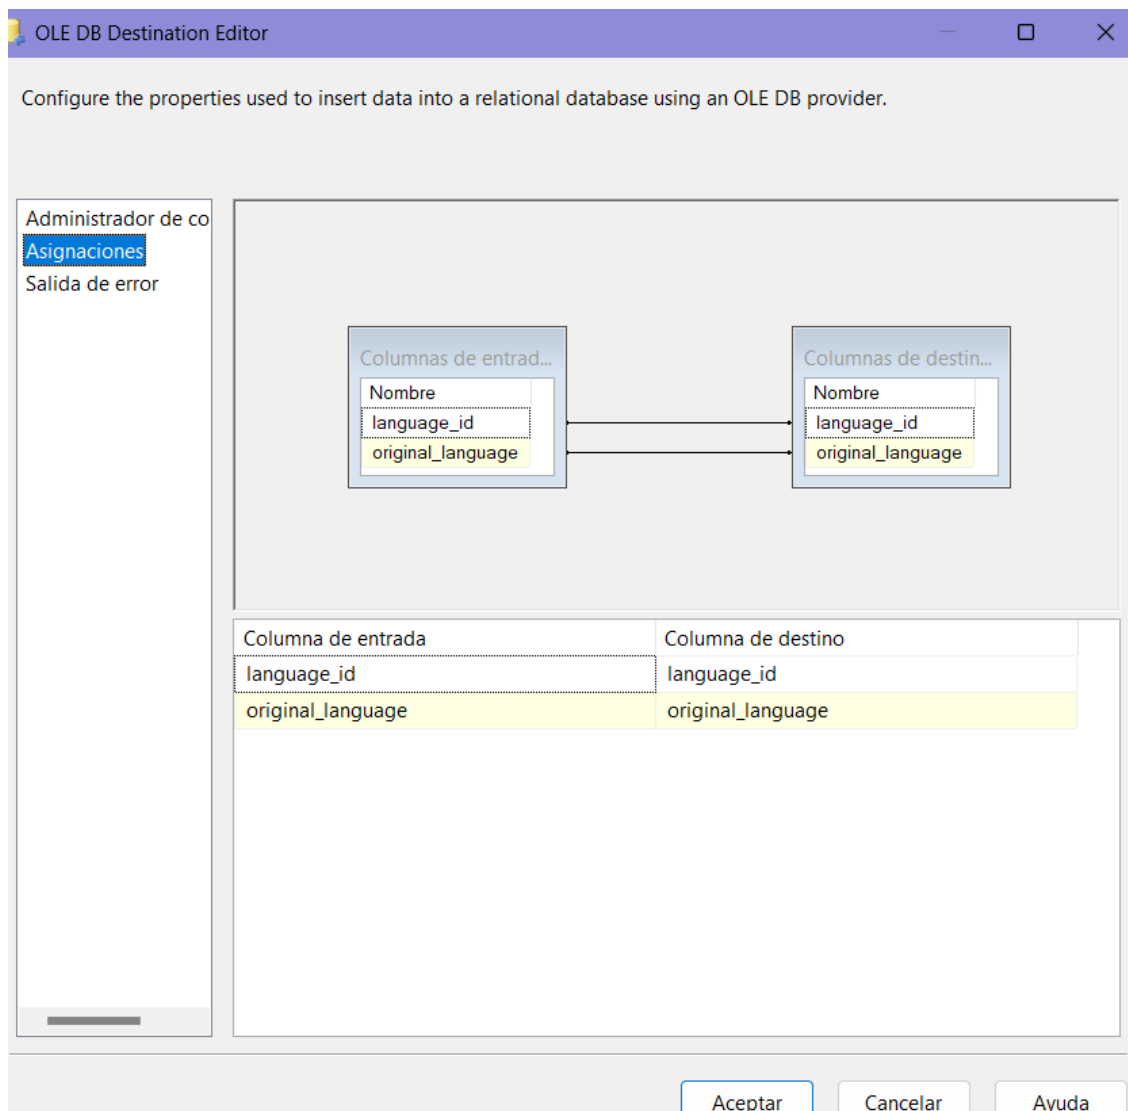 OLE DB Destination Editor
Configure the properties used to insert data into a relational database using an OLE DB provider.
Administrador de co
Asignaciones
Salida de error
Columnas de entrad...
Nombre
language_id
original_language
Columnas de destin...
Nombre
language_id
original_language
Columna de entrada Columna de destino
language_id language_id
original_language original_language
Aceptar Cancelar Ayuda